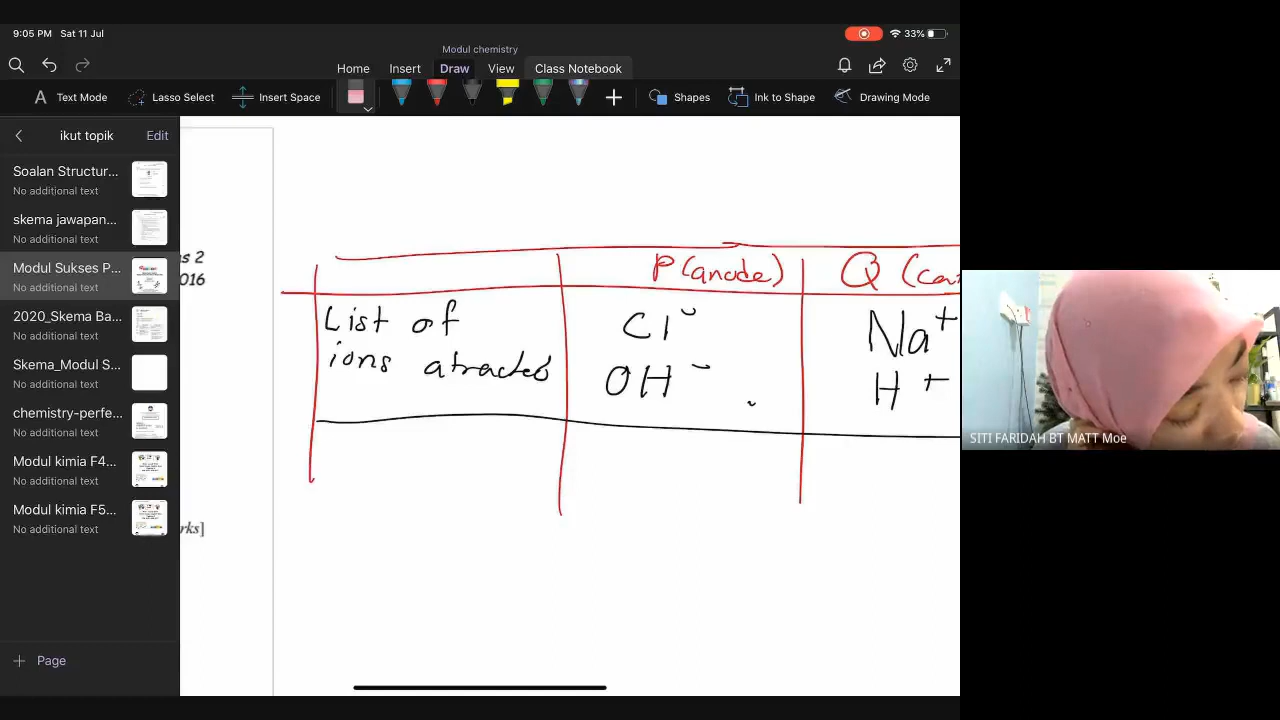 9:05 PM Sat 11 Jul
33%
Modul chemistry
Home Insert Draw View Class Notebook
Text Mode Lasso Select Insert Space Shapes Ink to Shape Drawing Mode
ikut topik Edit
Soalan Structur...
No additional text
skema jawapan...
No additional text
Modul Sukses P...
No additional text
2020_Skema Ba...
No additional text
Skema_Modul S...
No additional text
chemistry-perfe...
No additional text
Modul kimia F4...
No additional text
Modul kimia F5...
No additional text
Page
s 2
016
rks]
P (anode) Q (
List of
ions atracted
Cl⁻
OH⁻
Na⁺
H⁺
SITI FARIDAH BT MATT Moe